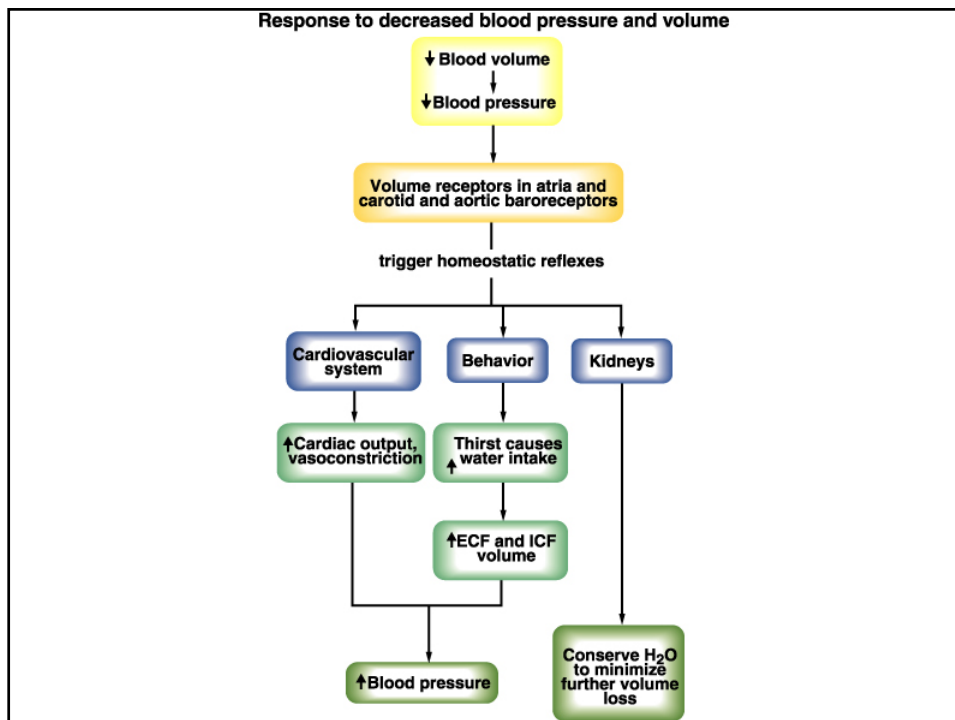 Response to decreased blood pressure and volume
↓ Blood volume
↓Blood pressure
Volume receptors in atria and
carotid and aortic baroreceptors
trigger homeostatic reflexes
Cardiovascular
system
Behavior
Kidneys
↑Cardiac output,
vasoconstriction
Thirst causes
↑ water intake
↑ECF and ICF
volume
↑Blood pressure
Conserve H₂O
to minimize
further volume
loss